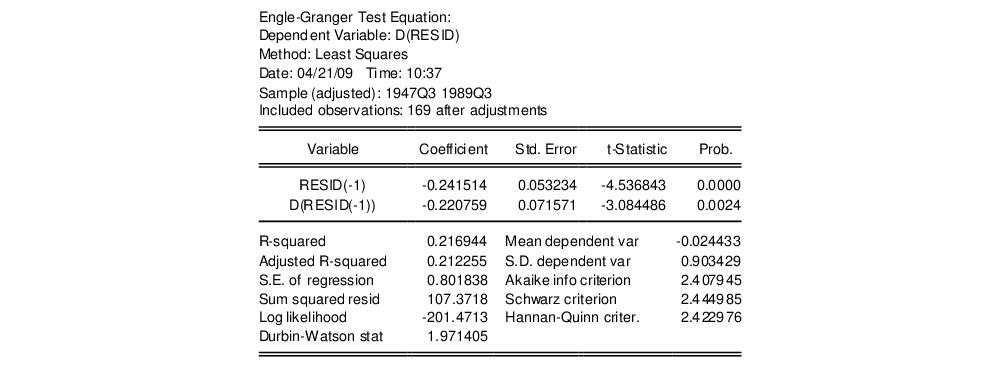 Engle-Granger Test Equation:
Dependent Variable: D(RESID)
Method: Least Squares
Date: 04/21/09 Time: 10:37
Sample (adjusted): 1947Q3 1989Q3
Included observations: 169 after adjustments
Variable Coefficient Std. Error t-Statistic Prob.
RESID(-1) -0.241514 0.053234 -4.536843 0.0000
D(RESID(-1)) -0.220759 0.071571 -3.084486 0.0024
R-squared 0.216944 Mean dependent var -0.024433
Adjusted R-squared 0.212255 S.D. dependent var 0.903429
S.E. of regression 0.801838 Akaike info criterion 2.407945
Sum squared resid 107.3718 Schwarz criterion 2.444985
Log likelihood -201.4713 Hannan-Quinn criter. 2.422976
Durbin-Watson stat 1.971405